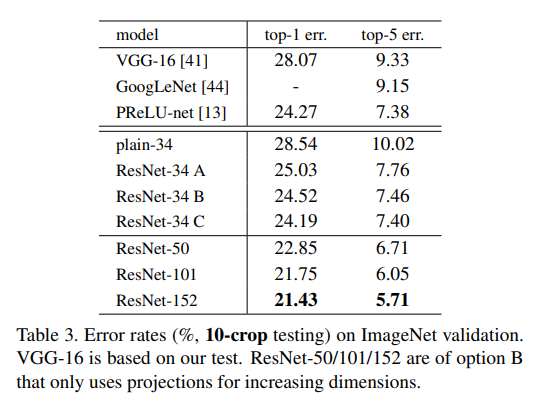 model top-1 err. top-5 err.
VGG-16 [41] 28.07 9.33
GoogLeNet [44] - 9.15
PReLU-net [13] 24.27 7.38
plain-34 28.54 10.02
ResNet-34 A 25.03 7.76
ResNet-34 B 24.52 7.46
ResNet-34 C 24.19 7.40
ResNet-50 22.85 6.71
ResNet-101 21.75 6.05
ResNet-152 21.43 5.71
Table 3. Error rates (%, 10-crop testing) on ImageNet validation.
VGG-16 is based on our test. ResNet-50/101/152 are of option B
that only uses projections for increasing dimensions.